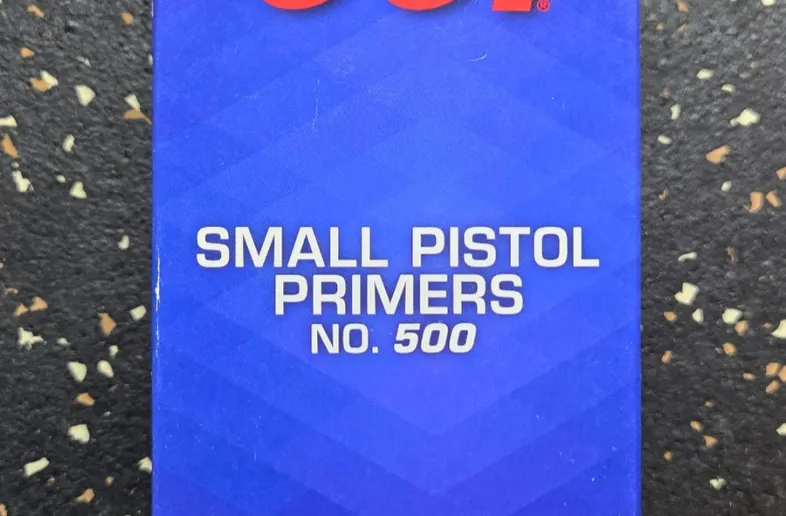 ®
SMALL PISTOL
PRIMERS
NO. 500